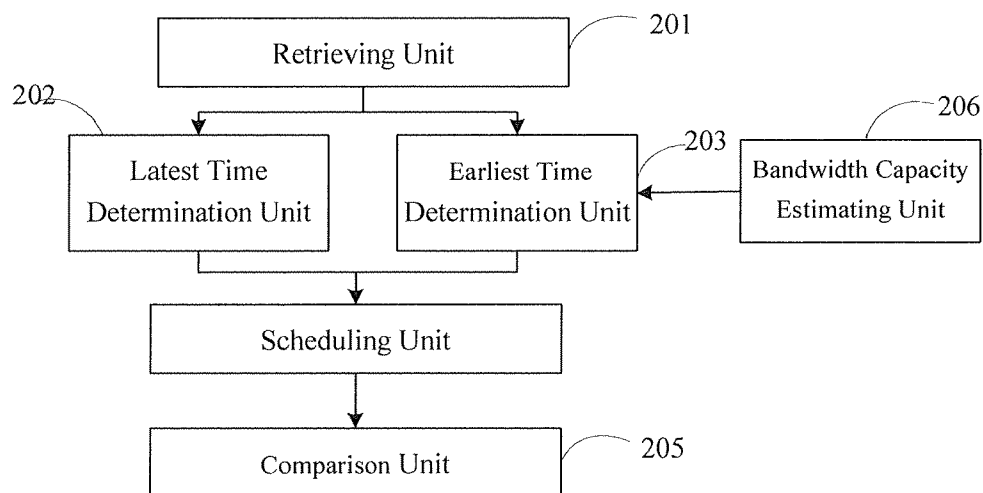 201
Retrieving Unit
202
203
206
Latest Time
Determination Unit
Earliest Time
Determination Unit
Bandwidth Capacity
Estimating Unit
Scheduling Unit
205
Comparison Unit